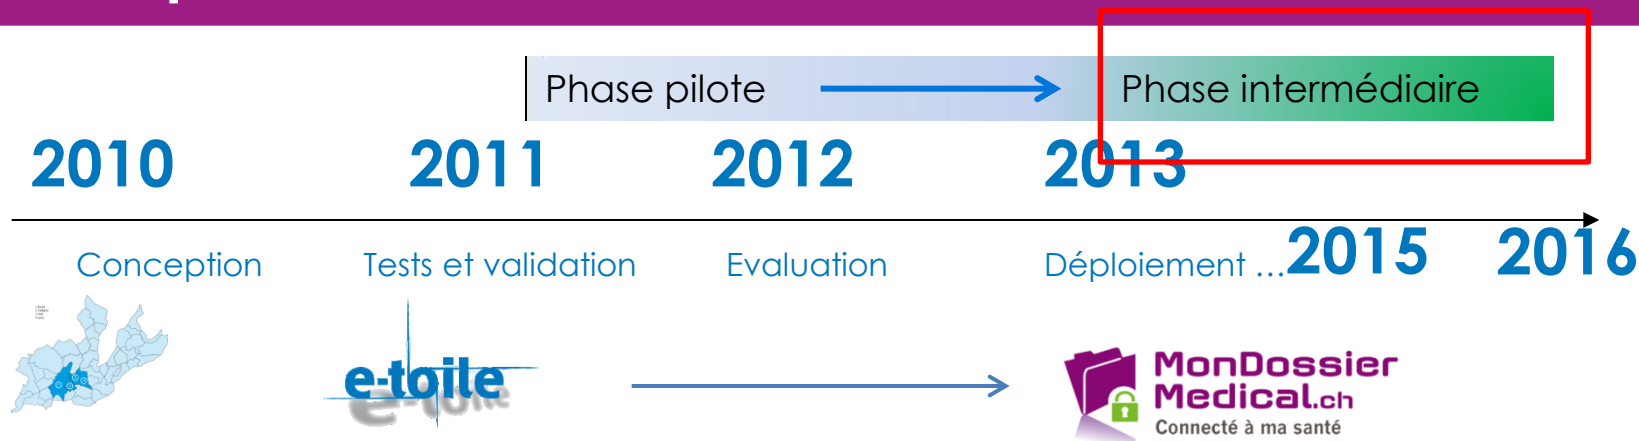 Phase pilote
Phase intermédiaire
2010
2011
2012
2013
Conception
Tests et validation
Evaluation
Déploiement ...
2015
2016
e-toile
MonDossier
Medical.ch
Connecté à ma santé